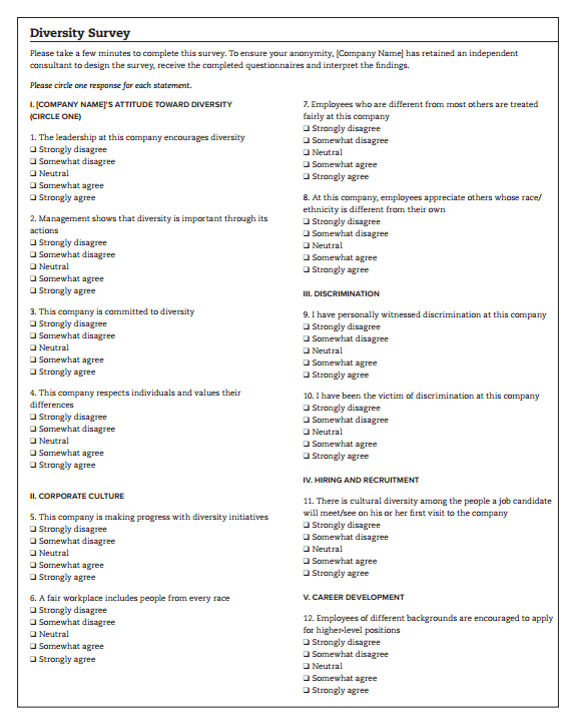 Diversity Survey
Please take a few minutes to complete this survey. To ensure your anonymity, [Company Name] has retained an independent
consultant to design the survey, receive the completed questionnaires and interpret the findings.
Please circle one response for each statement.
I. [COMPANY NAME]'S ATTITUDE TOWARD DIVERSITY
(CIRCLE ONE)
1. The leadership at this company encourages diversity
❏ Strongly disagree
❏ Somewhat disagree
❏ Neutral
❏ Somewhat agree
❏ Strongly agree
2. Management shows that diversity is important through its
actions
❏ Strongly disagree
❏ Somewhat disagree
❏ Neutral
❏ Somewhat agree
❏ Strongly agree
3. This company is committed to diversity
❏ Strongly disagree
❏ Somewhat disagree
❏ Neutral
❏ Somewhat agree
❏ Strongly agree
4. This company respects individuals and values their
differences
❏ Strongly disagree
❏ Somewhat disagree
❏ Neutral
❏ Somewhat agree
❏ Strongly agree
II. CORPORATE CULTURE
5. This company is making progress with diversity initiatives
❏ Strongly disagree
❏ Somewhat disagree
❏ Neutral
❏ Somewhat agree
❏ Strongly agree
6. A fair workplace includes people from every race
❏ Strongly disagree
❏ Somewhat disagree
❏ Neutral
❏ Somewhat agree
❏ Strongly agree
7. Employees who are different from most others are treated
fairly at this company
❏ Strongly disagree
❏ Somewhat disagree
❏ Neutral
❏ Somewhat agree
❏ Strongly agree
8. At this company, employees appreciate others whose race/
ethnicity is different from their own
❏ Strongly disagree
❏ Somewhat disagree
❏ Neutral
❏ Somewhat agree
❏ Strongly agree
III. DISCRIMINATION
9. I have personally witnessed discrimination at this company
❏ Strongly disagree
❏ Somewhat disagree
❏ Neutral
❏ Somewhat agree
❏ Strongly agree
10. I have been the victim of discrimination at this company
❏ Strongly disagree
❏ Somewhat disagree
❏ Neutral
❏ Somewhat agree
❏ Strongly agree
IV. HIRING AND RECRUITMENT
11. There is cultural diversity among the people a job candidate
will meet/see on his or her first visit to the company
❏ Strongly disagree
❏ Somewhat disagree
❏ Neutral
❏ Somewhat agree
❏ Strongly agree
V. CAREER DEVELOPMENT
12. Employees of different backgrounds are encouraged to apply
for higher-level positions
❏ Strongly disagree
❏ Somewhat disagree
❏ Neutral
❏ Somewhat agree
❏ Strongly agree